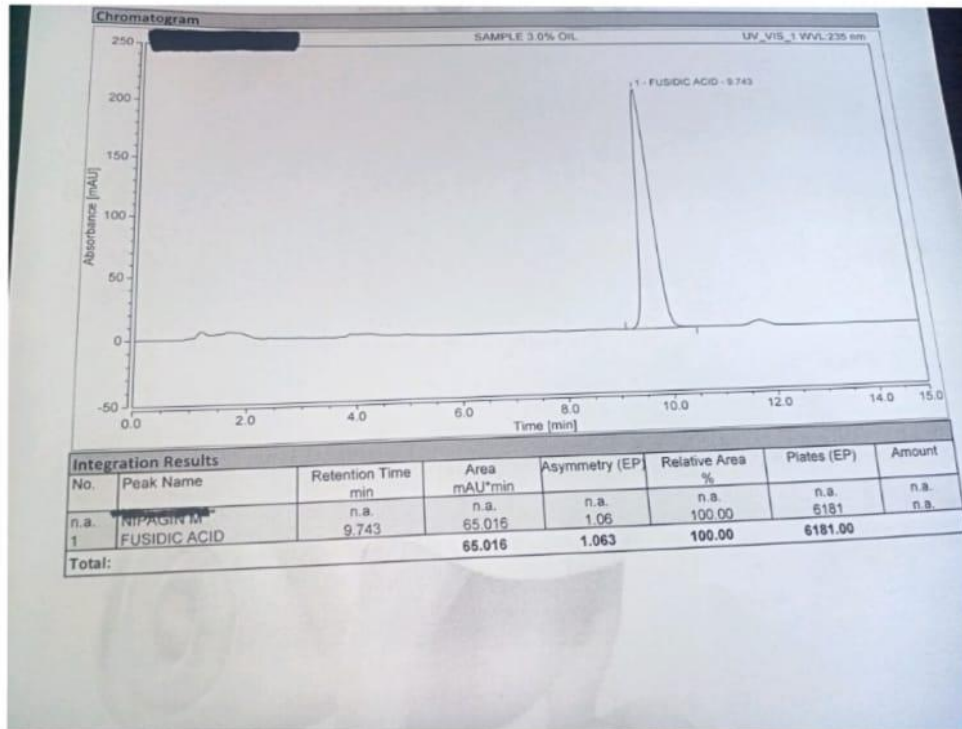 Chromatogram
SAMPLE 3.0% OIL UV_VIS_1 WVL:235 nm
250
200
150
100
50
0
-50
Absorbance [mAU]
1 - FUSIDIC ACID - 9.743
0.0 2.0 4.0 6.0 8.0 10.0 12.0 14.0 15.0
Time [min]
Integration Results
No. Peak Name Retention Time Area Asymmetry (EP) Relative Area Plates (EP) Amount
min mAU*min %
n.a. NIPAGIN M n.a. n.a. n.a. n.a. n.a. n.a.
1 FUSIDIC ACID 9.743 65.016 1.06 100.00 6181 n.a.
Total: 65.016 1.063 100.00 6181.00